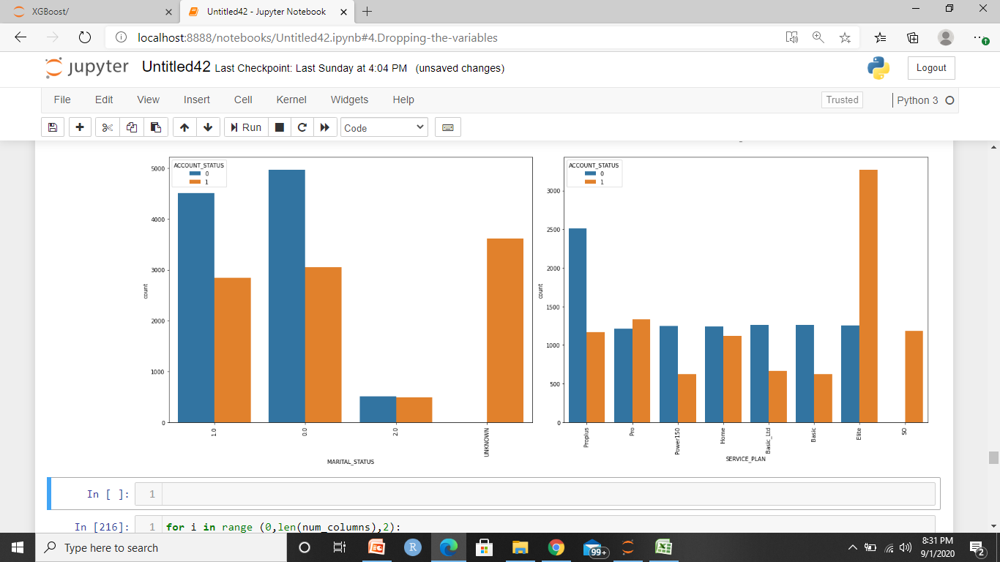 XGBoost/
Untitled42 - Jupyter Notebook
localhost:8888/notebooks/Untitled42.ipynb#4.Dropping-the-variables
jupyter Untitled42 Last Checkpoint: Last Sunday at 4:04 PM (unsaved changes)
Logout
File Edit View Insert Cell Kernel Widgets Help
Trusted Python 3
Run Code
ACCOUNT_STATUS
0
1
5000
4000
3000
2000
1000
0
count
1.0
0.0
2.0
UNKNOWN
MARITAL_STATUS
ACCOUNT_STATUS
0
1
3000
2500
2000
1500
1000
500
0
count
Proplus
Pro
Power150
Home
Basic_Ltd
Basic
Elite
SO
SERVICE_PLAN
In [ ]: 1
In [216]: 1 for i in range (0,len(num_columns),2):
Type here to search
R
99+
8:31 PM
9/1/2020
2